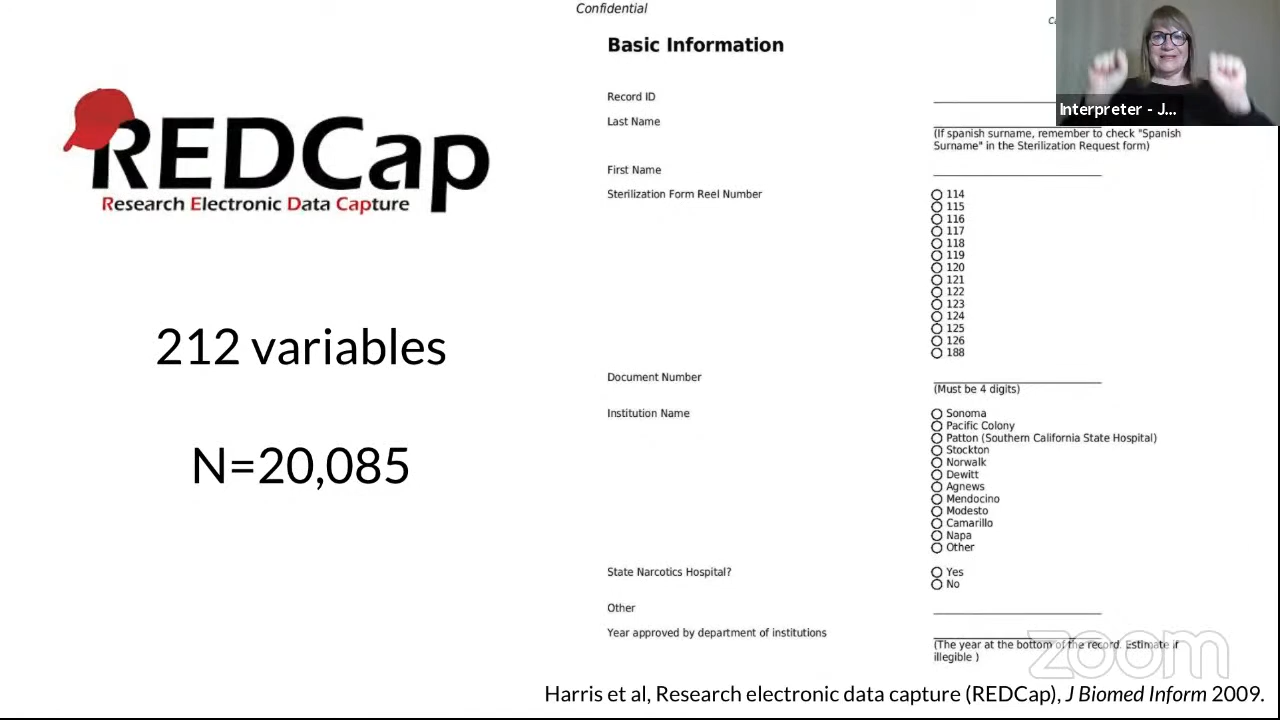 Confidential
Basic Information
Interpreter - J...
REDCap
Research Electronic Data Capture
212 variables
N=20,085
Record ID
Last Name
(If spanish surname, remember to check "Spanish
Surname" in the Sterilization Request form)
First Name
Sterilization Form Reel Number
114
115
116
117
118
119
120
121
122
123
124
125
126
188
Document Number
(Must be 4 digits)
Institution Name
Sonoma
Pacific Colony
Patton (Southern California State Hospital)
Stockton
Norwalk
Dewitt
Agnews
Mendocino
Modesto
Camarillo
Napa
Other
State Narcotics Hospital?
Yes
No
Other
Year approved by department of institutions
(The year at the bottom of the record. Estimate if
illegible )
zoom
Harris et al, Research electronic data capture (REDCap), J Biomed Inform 2009.